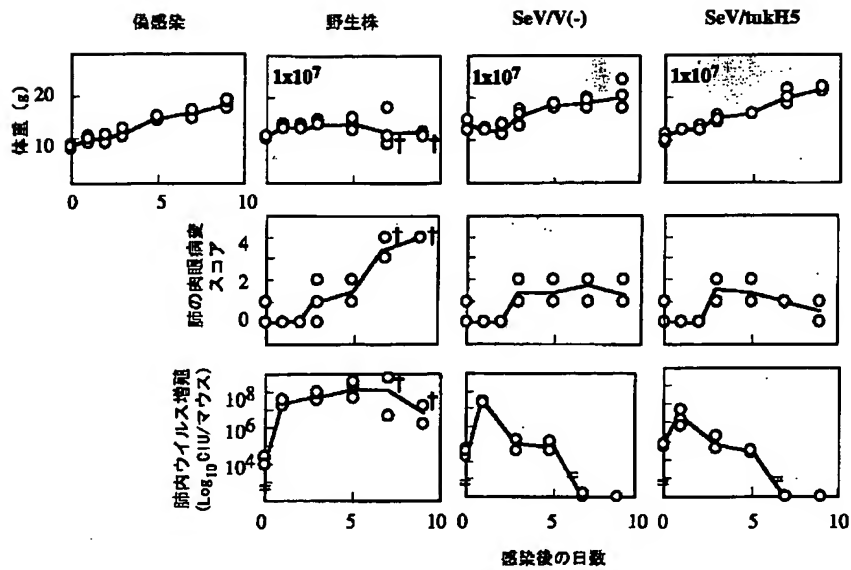 偽感染 野生株 SeV/V(-) SeV/tukH5
体重 (g)
20
10
1x10⁷ 1x10⁷ 1x10⁷
† †
0 5 10
肺の肉眼病変
スコア
4
2
0
† †
肺内ウイルス増殖
(Log₁₀CIU/マウス)
10⁸
10⁶
10⁴
† †
0 5 10 0 5 10 0 5 10
感染後の日数